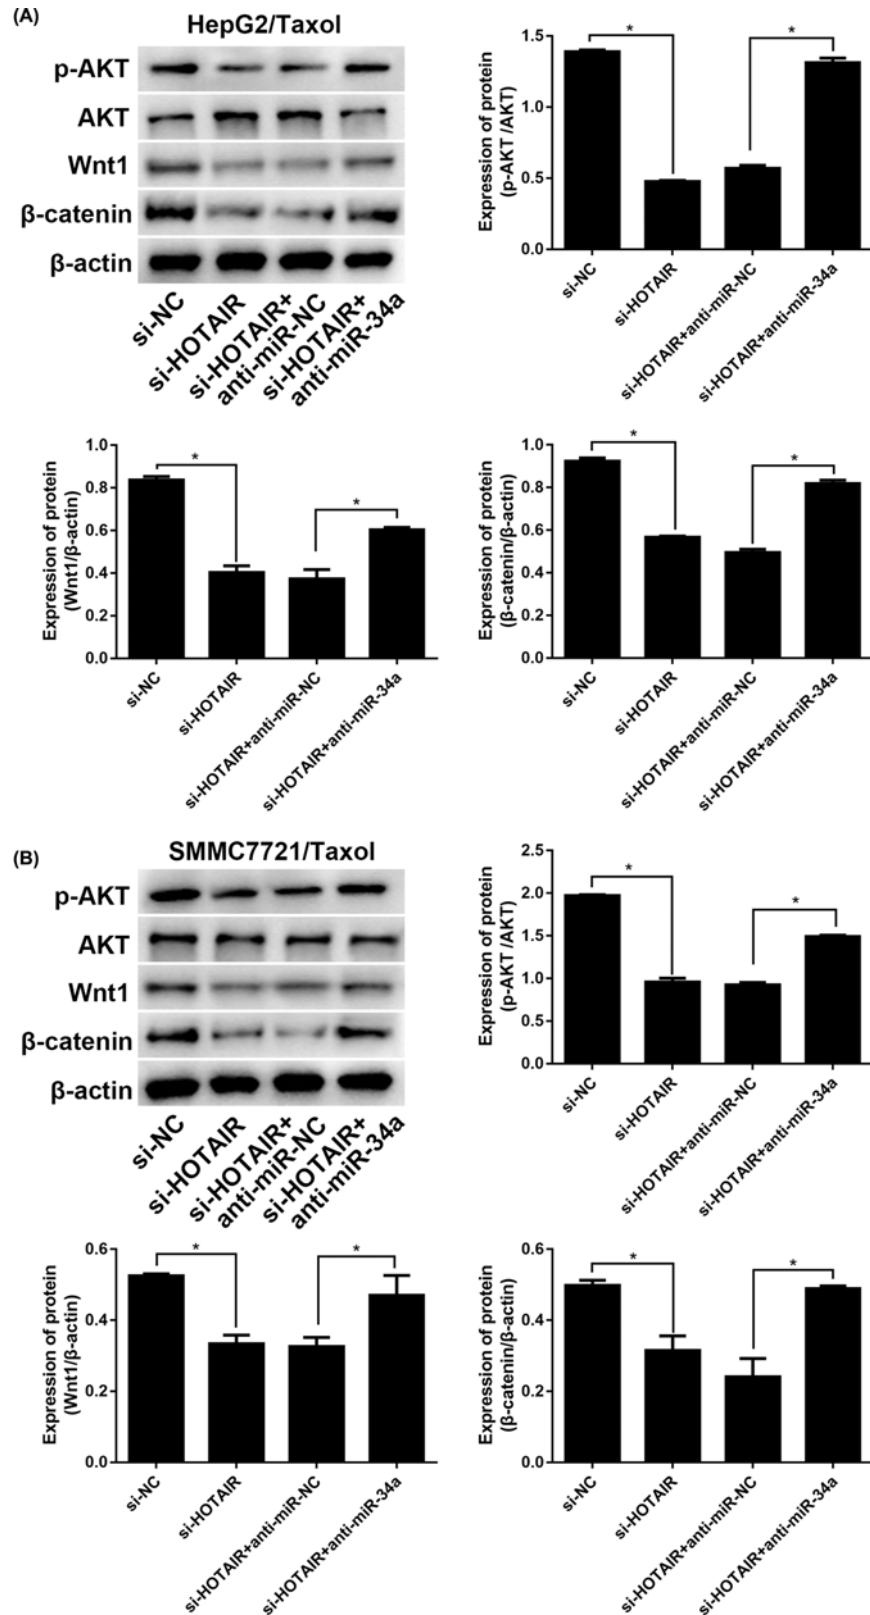 (A)
HepG2/Taxol
p-AKT
AKT
Wnt1
β-catenin
β-actin
si-NC
si-HOTAIR
si-HOTAIR+
anti-miR-NC
si-HOTAIR+
anti-miR-34a
Expression of protein
(p-AKT /AKT)
1.5
1.0
0.5
0.0
*
*
si-NC
si-HOTAIR
si-HOTAIR+anti-miR-NC
si-HOTAIR+anti-miR-34a
Expression of protein
(Wnt1/β-actin)
1.0
0.8
0.6
0.4
0.2
0.0
*
*
si-NC
si-HOTAIR
si-HOTAIR+anti-miR-NC
si-HOTAIR+anti-miR-34a
Expression of protein
(β-catenin/β-actin)
1.0
0.8
0.6
0.4
0.2
0.0
*
*
si-NC
si-HOTAIR
si-HOTAIR+anti-miR-NC
si-HOTAIR+anti-miR-34a
(B)
SMMC7721/Taxol
p-AKT
AKT
Wnt1
β-catenin
β-actin
si-NC
si-HOTAIR
si-HOTAIR+
anti-miR-NC
si-HOTAIR+
anti-miR-34a
Expression of protein
(p-AKT /AKT)
2.5
2.0
1.5
1.0
0.5
0.0
*
*
si-NC
si-HOTAIR
si-HOTAIR+anti-miR-NC
si-HOTAIR+anti-miR-34a
Expression of protein
(Wnt1/β-actin)
0.6
0.4
0.2
0.0
*
*
si-NC
si-HOTAIR
si-HOTAIR+anti-miR-NC
si-HOTAIR+anti-miR-34a
Expression of protein
(β-catenin/β-actin)
0.6
0.4
0.2
0.0
*
*
si-NC
si-HOTAIR
si-HOTAIR+anti-miR-NC
si-HOTAIR+anti-miR-34a